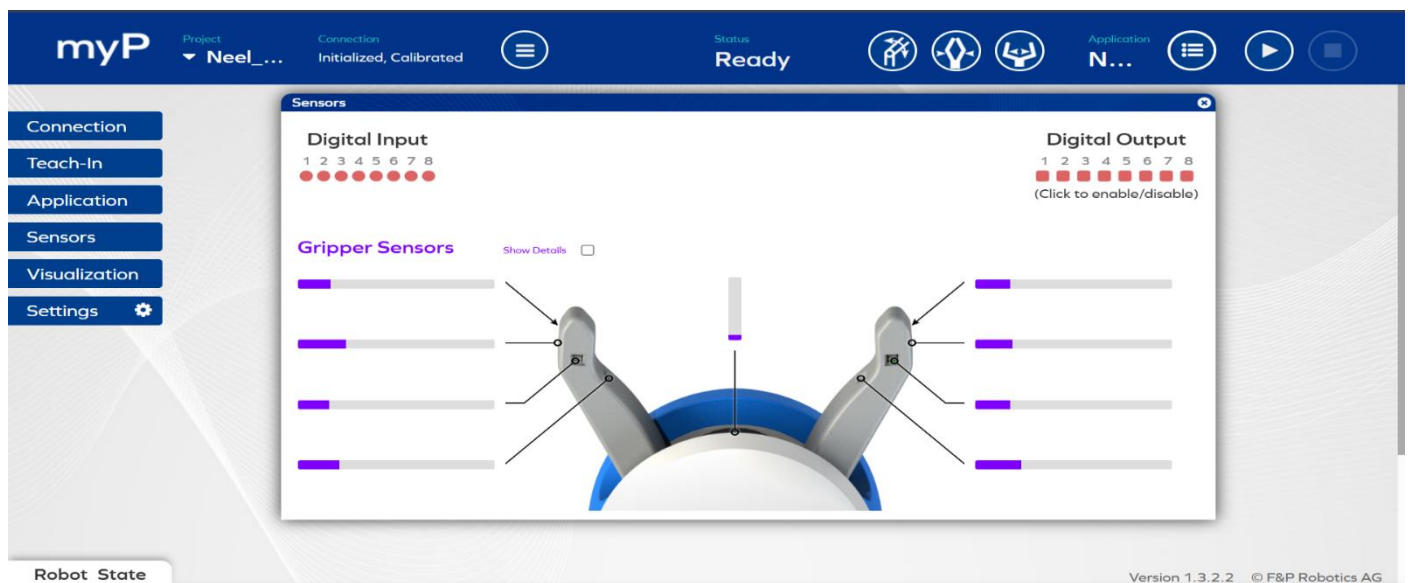 myP
Project
Neel_...
Connection
Initialized, Calibrated
Status
Ready
Application
N...
Connection
Teach-In
Application
Sensors
Visualization
Settings
Sensors
Digital Input
1 2 3 4 5 6 7 8
Digital Output
1 2 3 4 5 6 7 8
(Click to enable/disable)
Gripper Sensors
Show Details
Robot State
Version 1.3.2.2 © F&P Robotics AG